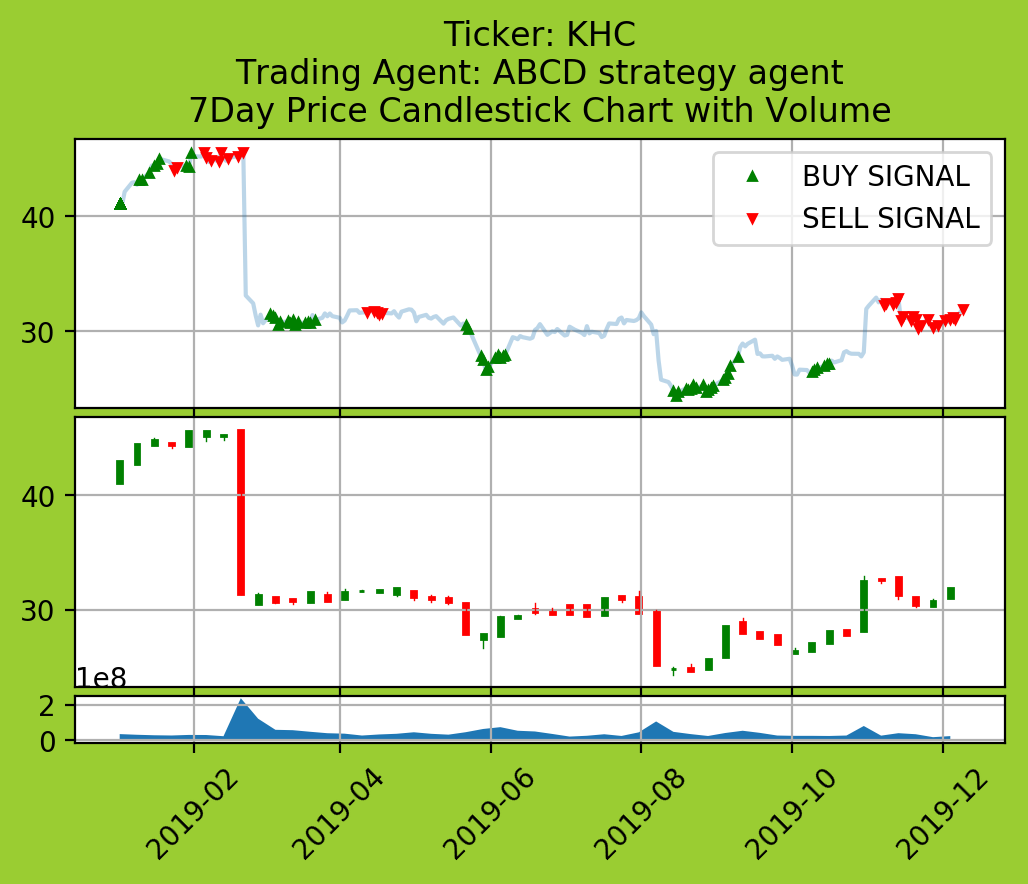 Ticker: KHC
Trading Agent: ABCD strategy agent
7Day Price Candlestick Chart with Volume
BUY SIGNAL
SELL SIGNAL
40
30
40
30
1e8
2
0
2019-02
2019-04
2019-06
2019-08
2019-10
2019-12